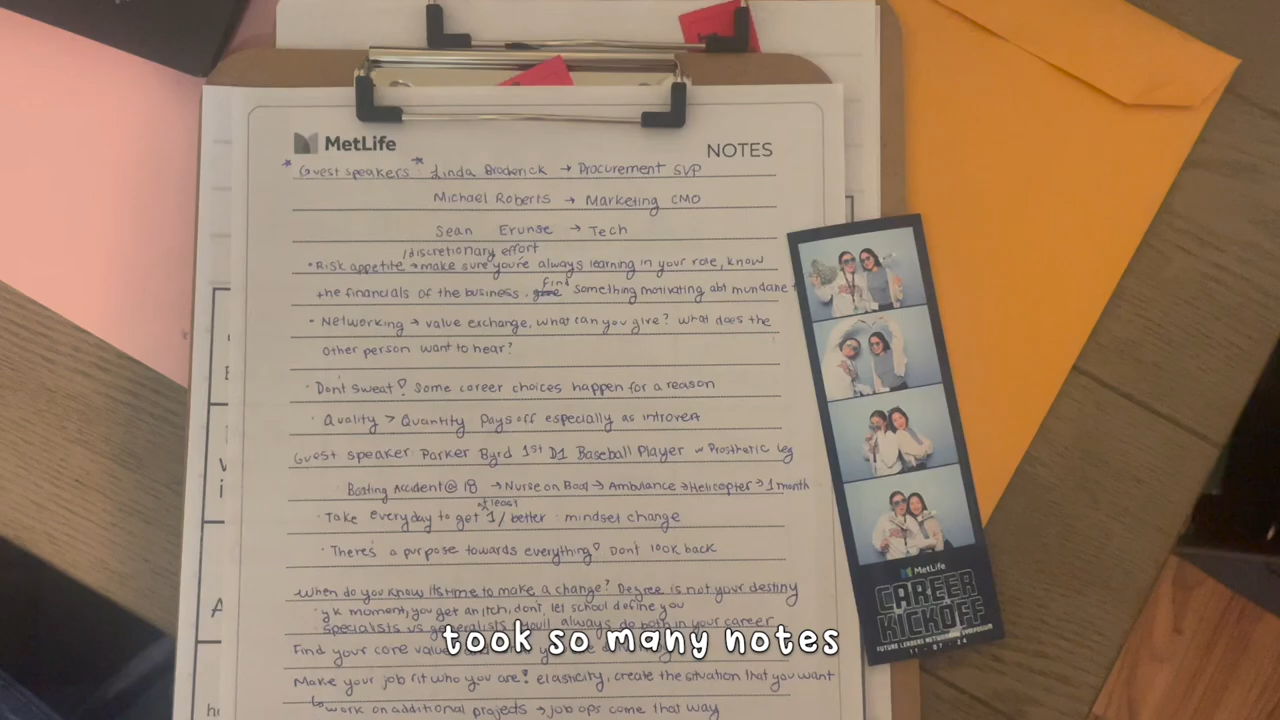 MetLife
NOTES
* Guest speakers * Linda Broderick → Procurement SVP
Michael Roberts → Marketing CMO
Sean Erunse → Tech
/discretionary effort
• Risk appetite → make sure you're always learning in your role, know
the financials of the business. find something motivating abt mundane
• Networking → value exchange, what can you give? what does the
other person want to hear?
• Don't sweat! Some career choices happen for a reason
• Quality > Quantity pays off especially as introvert
Guest speaker: Parker Byrd 1st D1 Baseball Player w Prosthetic leg
Boating Accident @ 18 → Nurse on Boat → Ambulance → Helicopter → 1 month
at least
• Take everyday to get 1% better : mindset change
• There's a purpose towards everything! Don't look back
When do you know its time to make a change? Degree is not your destiny
• yk moment, you get an itch, don't let school define you
• specialists vs generalists, you'll always do both in your career
Find your core
took so many notes
Make your job fit who you are! elasticity, create the situation that you want
↳ work on additional projects → job ops come that way
MetLife
CAREER
KICKOFF
FUTURE LEADERS NETWORKING SYMPOSIUM
11 - 07 - 24